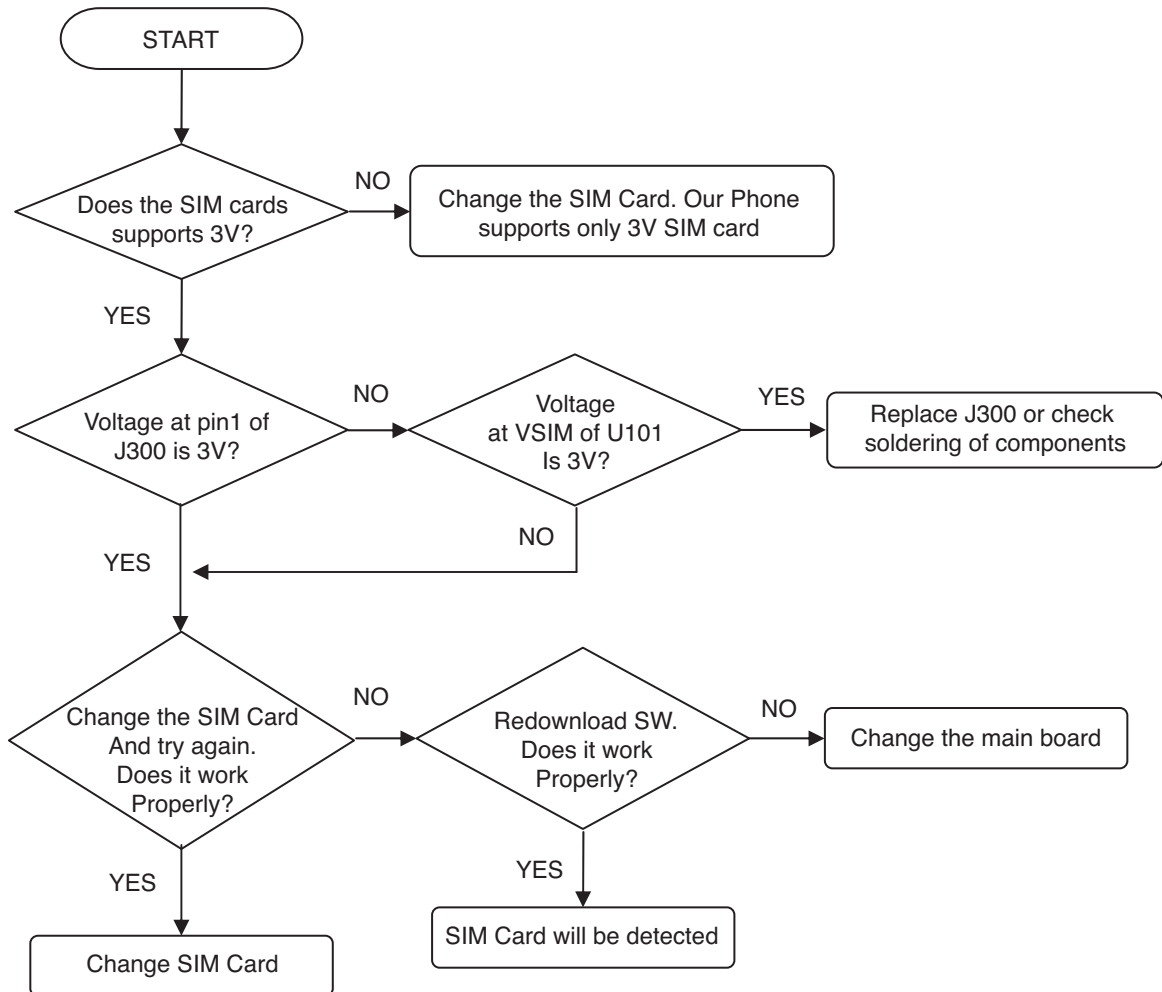 START
Does the SIM cards
supports 3V?
NO
Change the SIM Card. Our Phone
supports only 3V SIM card
YES
Voltage at pin1 of
J300 is 3V?
NO
Voltage
at VSIM of U101
Is 3V?
YES
Replace J300 or check
soldering of components
NO
YES
Change the SIM Card
And try again.
Does it work
Properly?
NO
Redownload SW.
Does it work
Properly?
NO
Change the main board
YES
YES
SIM Card will be detected
Change SIM Card